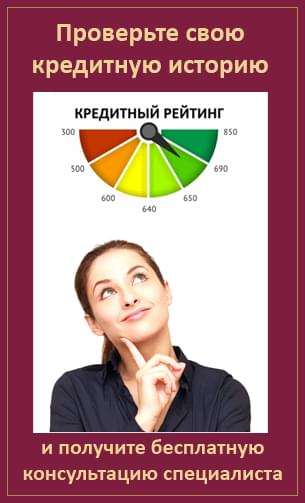 Проверьте свою
кредитную историю
КРЕДИТНЫЙ РЕЙТИНГ
300
850
500
690
600
650
640
и получите бесплатную
консультацию специалиста